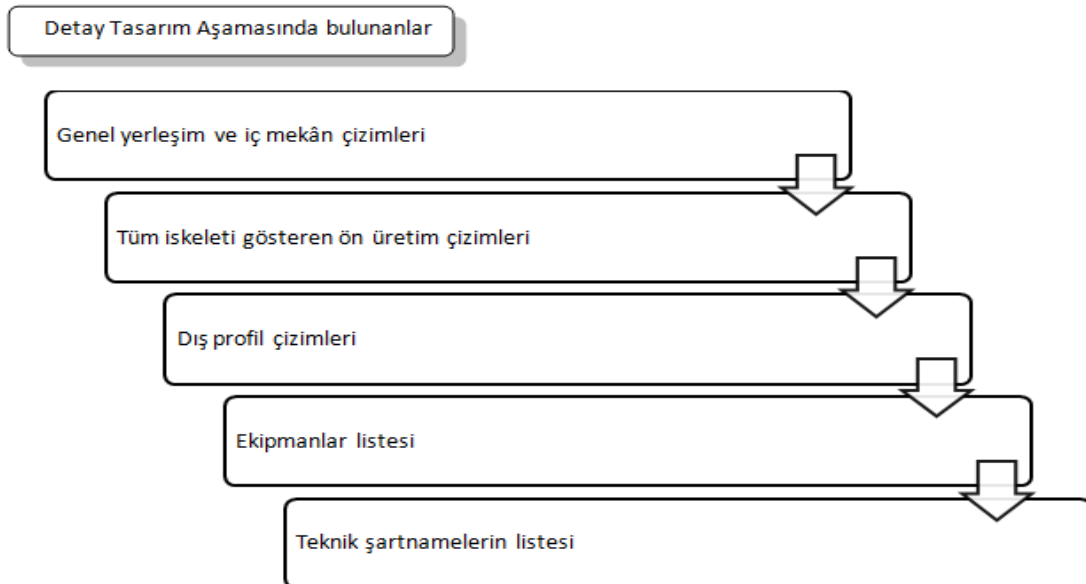 Detay Tasarım Aşamasında bulunanlar
Genel yerleşim ve iç mekân çizimleri
Tüm iskeleti gösteren ön üretim çizimleri
Dış profil çizimleri
Ekipmanlar listesi
Teknik şartnamelerin listesi